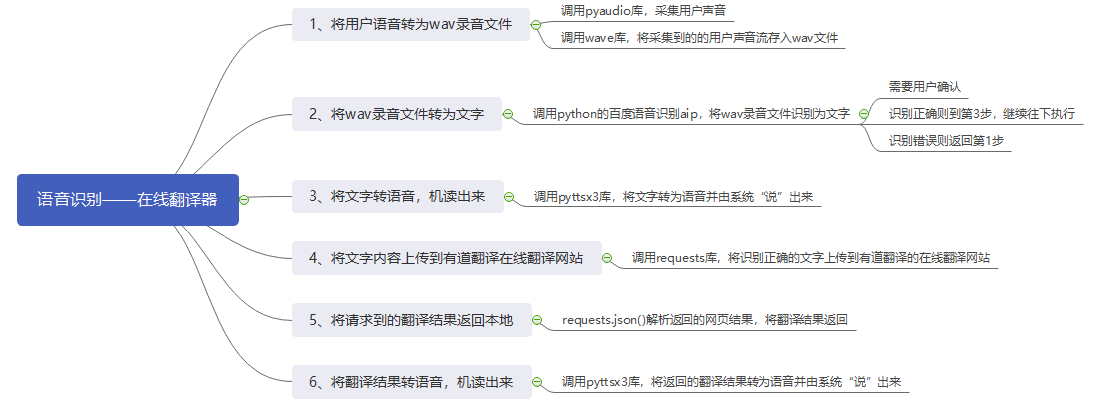 语音识别——在线翻译器
1、将用户语音转为wav录音文件
调用pyaudio库，采集用户声音
调用wave库，将采集到的的用户声音流存入wav文件
2、将wav录音文件转为文字
调用python的百度语音识别aip，将wav录音文件识别为文字
需要用户确认
识别正确则到第3步，继续往下执行
识别错误则返回第1步
3、将文字转语音，机读出来
调用pyttsx3库，将文字转为语音并由系统“说”出来
4、将文字内容上传到有道翻译在线翻译网站
调用requests库，将识别正确的文字上传到有道翻译的在线翻译网站
5、将请求到的翻译结果返回本地
requests.json()解析返回的网页结果，将翻译结果返回
6、将翻译结果转语音，机读出来
调用pyttsx3库，将返回的翻译结果转为语音并由系统“说”出来